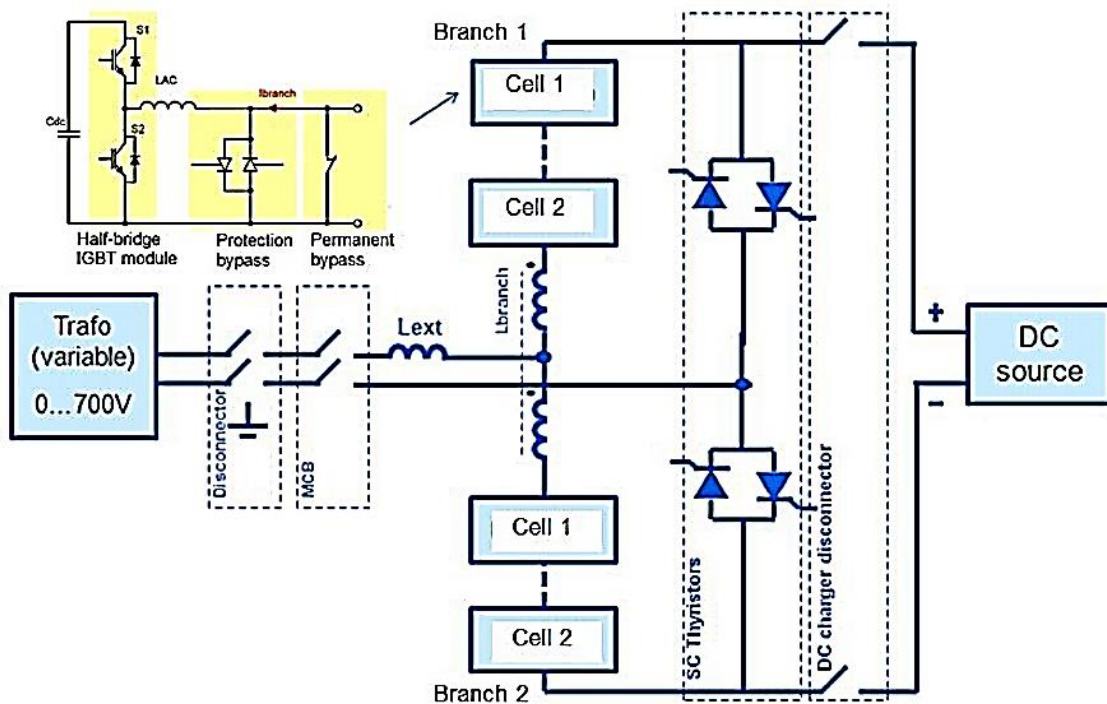 S1
LAC
Ibranch
Cdc
S2
Half-bridge
IGBT module
Protection
bypass
Permanent
bypass
Branch 1
Cell 1
Cell 2
Lbranch
Trafo
(variable)
0...700V
Disconnector
MCB
Lext
Cell 1
Cell 2
Branch 2
SC Thyristors
DC charger disconnector
+
DC
source
−